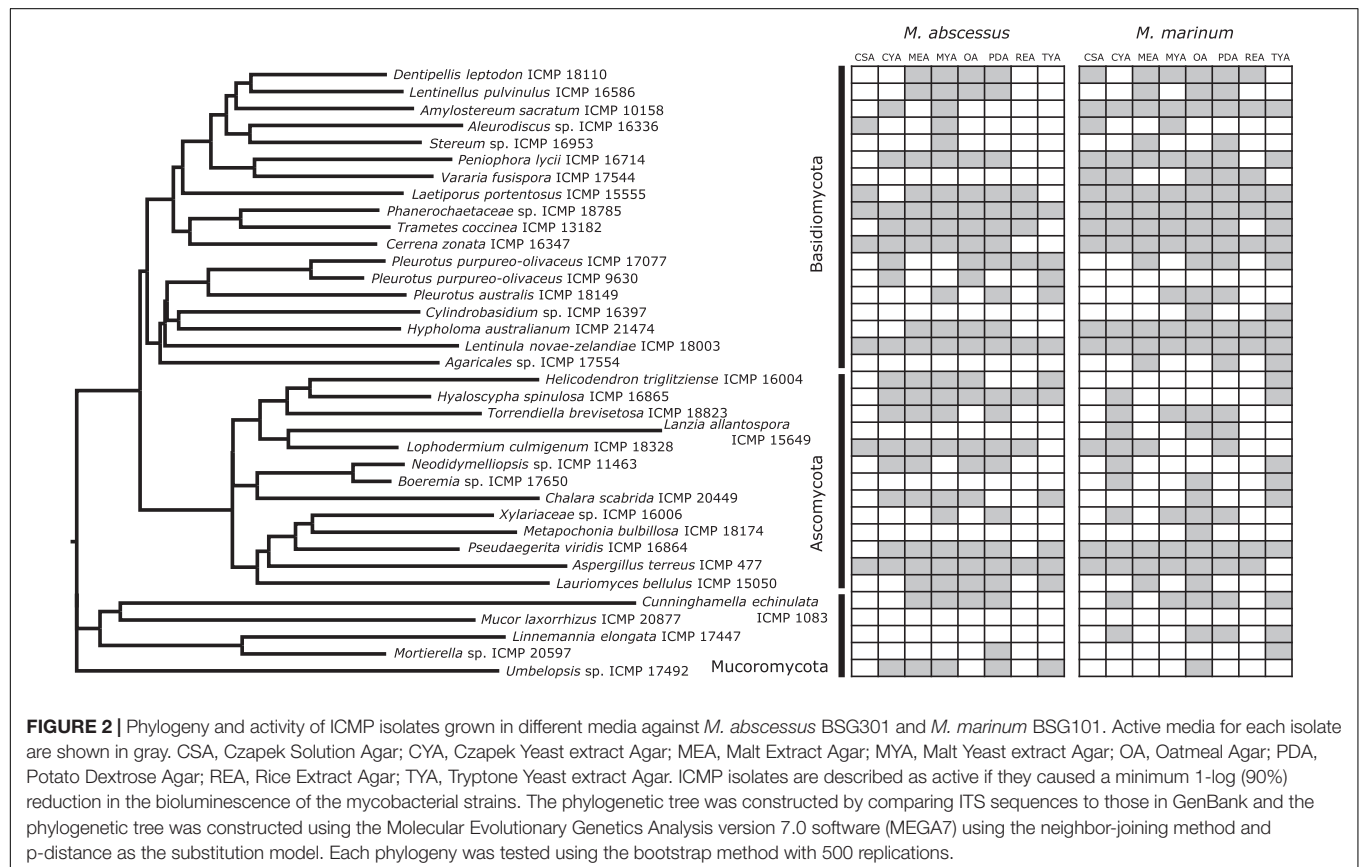 M. abscessus
M. marinum
CSA CYA MEA MYA OA PDA REA TYA
CSA CYA MEA MYA OA PDA REA TYA
Dentipellis leptodon ICMP 18110
Lentinellus pulvinulus ICMP 16586
Amylostereum sacratum ICMP 10158
Aleurodiscus sp. ICMP 16336
Stereum sp. ICMP 16953
Peniophora lycii ICMP 16714
Vararia fusispora ICMP 17544
Laetiporus portentosus ICMP 15555
Phanerochaetaceae sp. ICMP 18785
Trametes coccinea ICMP 13182
Cerrena zonata ICMP 16347
Pleurotus purpureo-olivaceus ICMP 17077
Pleurotus purpureo-olivaceus ICMP 9630
Pleurotus australis ICMP 18149
Cylindrobasidium sp. ICMP 16397
Hypholoma australianum ICMP 21474
Lentinula novae-zelandiae ICMP 18003
Agaricales sp. ICMP 17554
Basidiomycota
Helicodendron triglitziense ICMP 16004
Hyaloscypha spinulosa ICMP 16865
Torrendiella brevisetosa ICMP 18823
Lanzia allantospora
ICMP 15649
Lophodermium culmigenum ICMP 18328
Neodidymelliopsis sp. ICMP 11463
Boeremia sp. ICMP 17650
Chalara scabrida ICMP 20449
Xylariaceae sp. ICMP 16006
Metapochonia bulbillosa ICMP 18174
Pseudaegerita viridis ICMP 16864
Aspergillus terreus ICMP 477
Lauriomyces bellulus ICMP 15050
Ascomycota
Cunninghamella echinulata
ICMP 1083
Mucor laxorrhizus ICMP 20877
Linnemannia elongata ICMP 17447
Mortierella sp. ICMP 20597
Umbelopsis sp. ICMP 17492
Mucoromycota
FIGURE 2 | Phylogeny and activity of ICMP isolates grown in different media against M. abscessus BSG301 and M. marinum BSG101. Active media for each isolate
are shown in gray. CSA, Czapek Solution Agar; CYA, Czapek Yeast extract Agar; MEA, Malt Extract Agar; MYA, Malt Yeast extract Agar; OA, Oatmeal Agar; PDA,
Potato Dextrose Agar; REA, Rice Extract Agar; TYA, Tryptone Yeast extract Agar. ICMP isolates are described as active if they caused a minimum 1-log (90%)
reduction in the bioluminescence of the mycobacterial strains. The phylogenetic tree was constructed by comparing ITS sequences to those in GenBank and the
phylogenetic tree was constructed using the Molecular Evolutionary Genetics Analysis version 7.0 software (MEGA7) using the neighbor-joining method and
p-distance as the substitution model. Each phylogeny was tested using the bootstrap method with 500 replications.